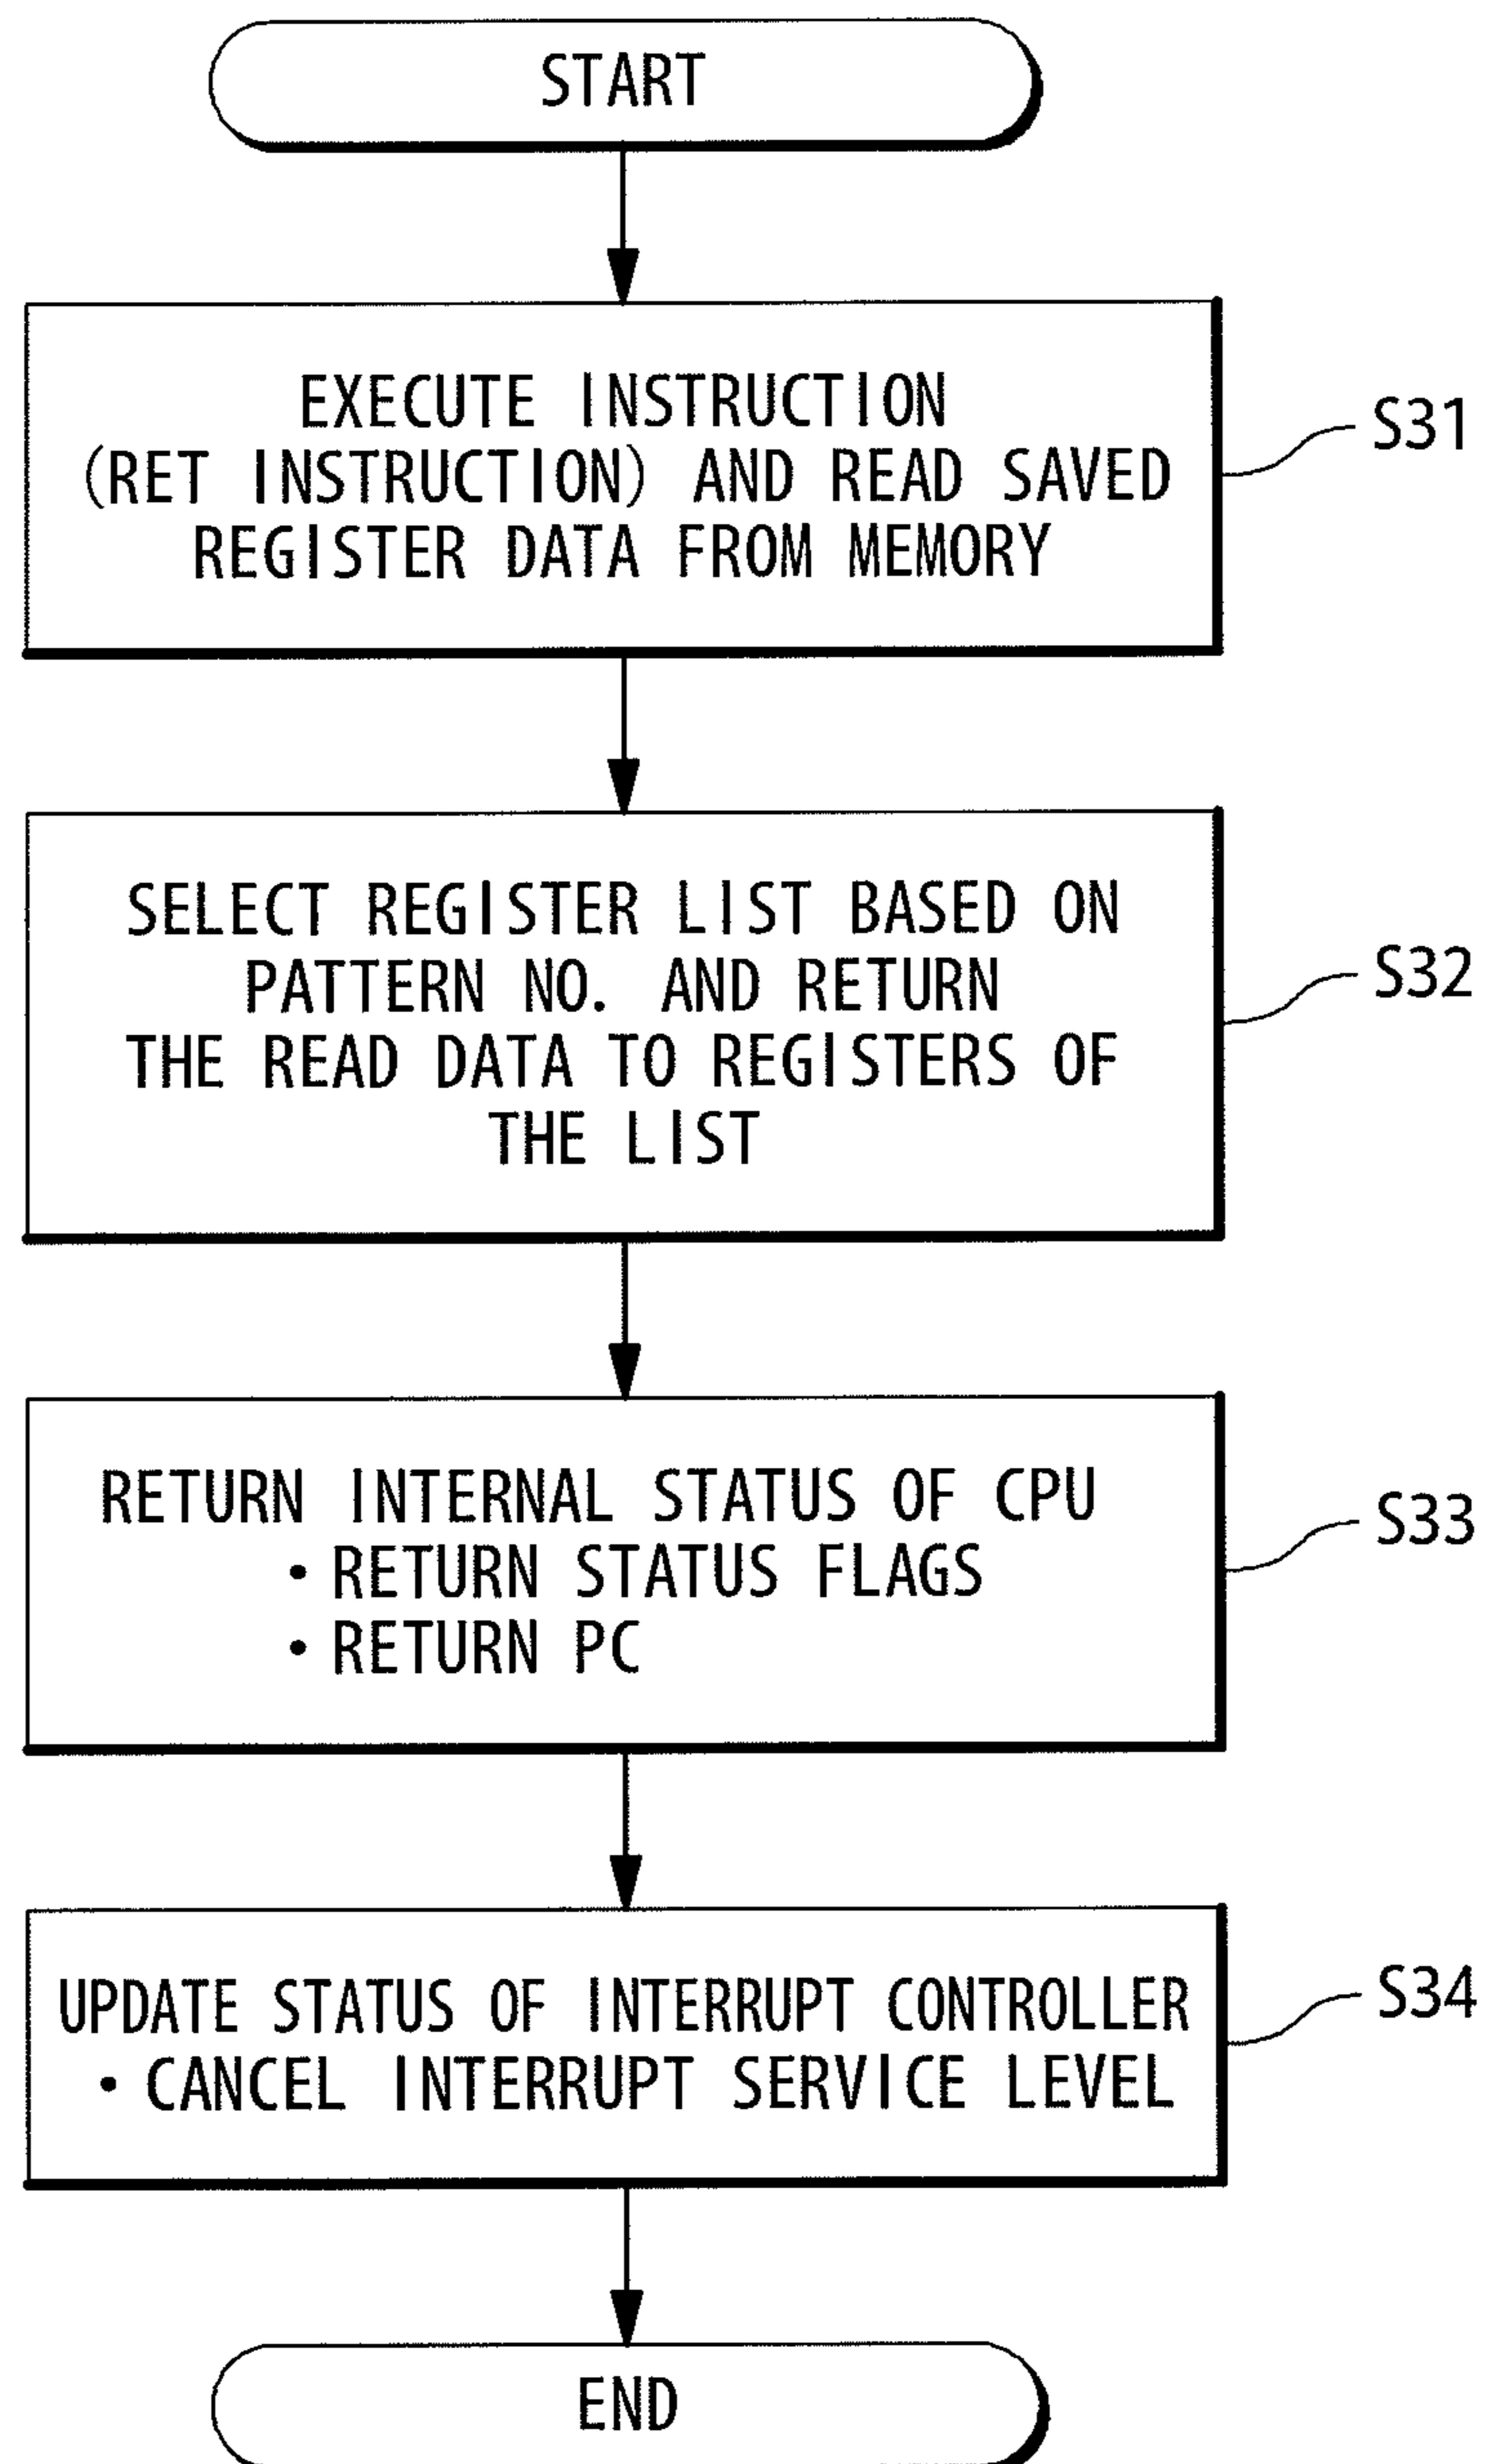 START
EXECUTE INSTRUCTION
(RET INSTRUCTION) AND READ SAVED
REGISTER DATA FROM MEMORY
S31
SELECT REGISTER LIST BASED ON
PATTERN NO. AND RETURN
THE READ DATA TO REGISTERS OF
THE LIST
S32
RETURN INTERNAL STATUS OF CPU
・RETURN STATUS FLAGS
・RETURN PC
S33
UPDATE STATUS OF INTERRUPT CONTROLLER
・CANCEL INTERRUPT SERVICE LEVEL
S34
END